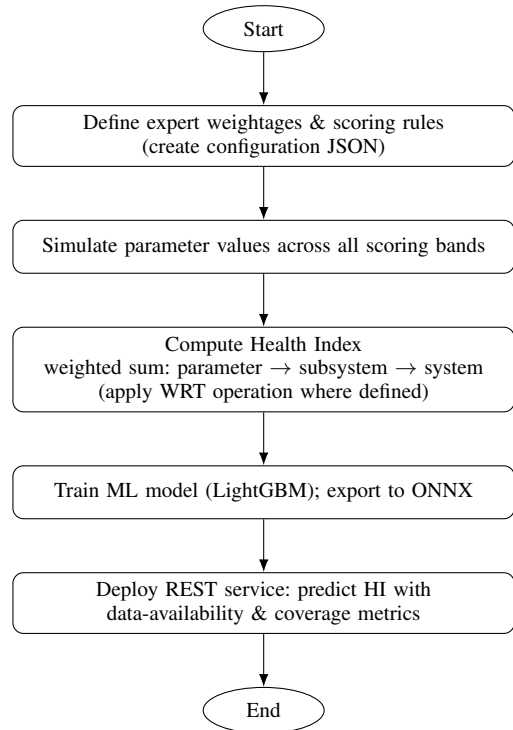 Start
Define expert weightages & scoring rules
(create configuration JSON)
Simulate parameter values across all scoring bands
Compute Health Index
weighted sum: parameter → subsystem → system
(apply WRT operation where defined)
Train ML model (LightGBM); export to ONNX
Deploy REST service: predict HI with
data-availability & coverage metrics
End